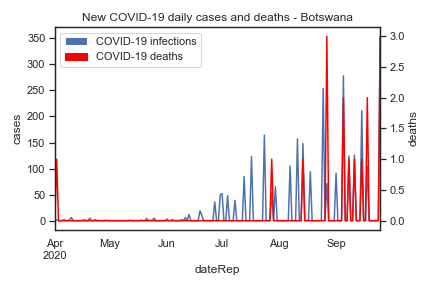 New COVID-19 daily cases and deaths - Botswana
COVID-19 infections
COVID-19 deaths
350
300
250
200
150
100
50
0
cases
3.0
2.5
2.0
1.5
1.0
0.5
0.0
deaths
Apr May Jun Jul Aug Sep
2020
dateRep